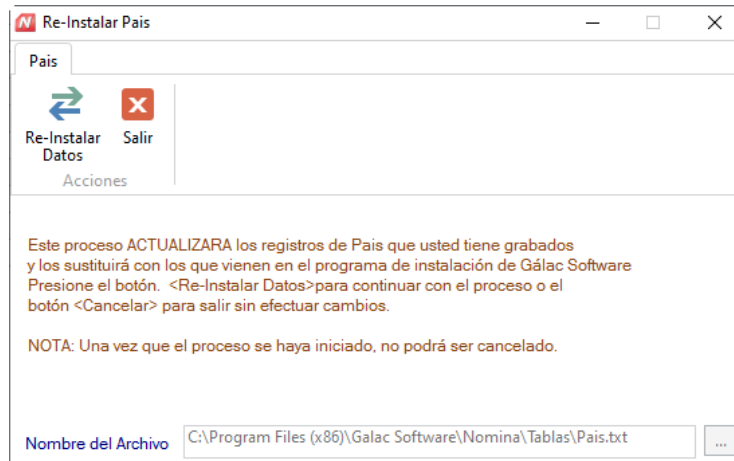 N Re-Instalar Pais
Pais
Re-Instalar Datos
Salir
Acciones
Este proceso ACTUALIZARA los registros de Pais que usted tiene grabados
y los sustituirá con los que vienen en el programa de instalación de Gálac Software
Presione el botón.  <Re-Instalar Datos>para continuar con el proceso o el
botón <Cancelar> para salir sin efectuar cambios.
NOTA: Una vez que el proceso se haya iniciado, no podrá ser cancelado.
Nombre del Archivo C:\Program Files (x86)\Galac Software\Nomina\Tablas\Pais.txt ...